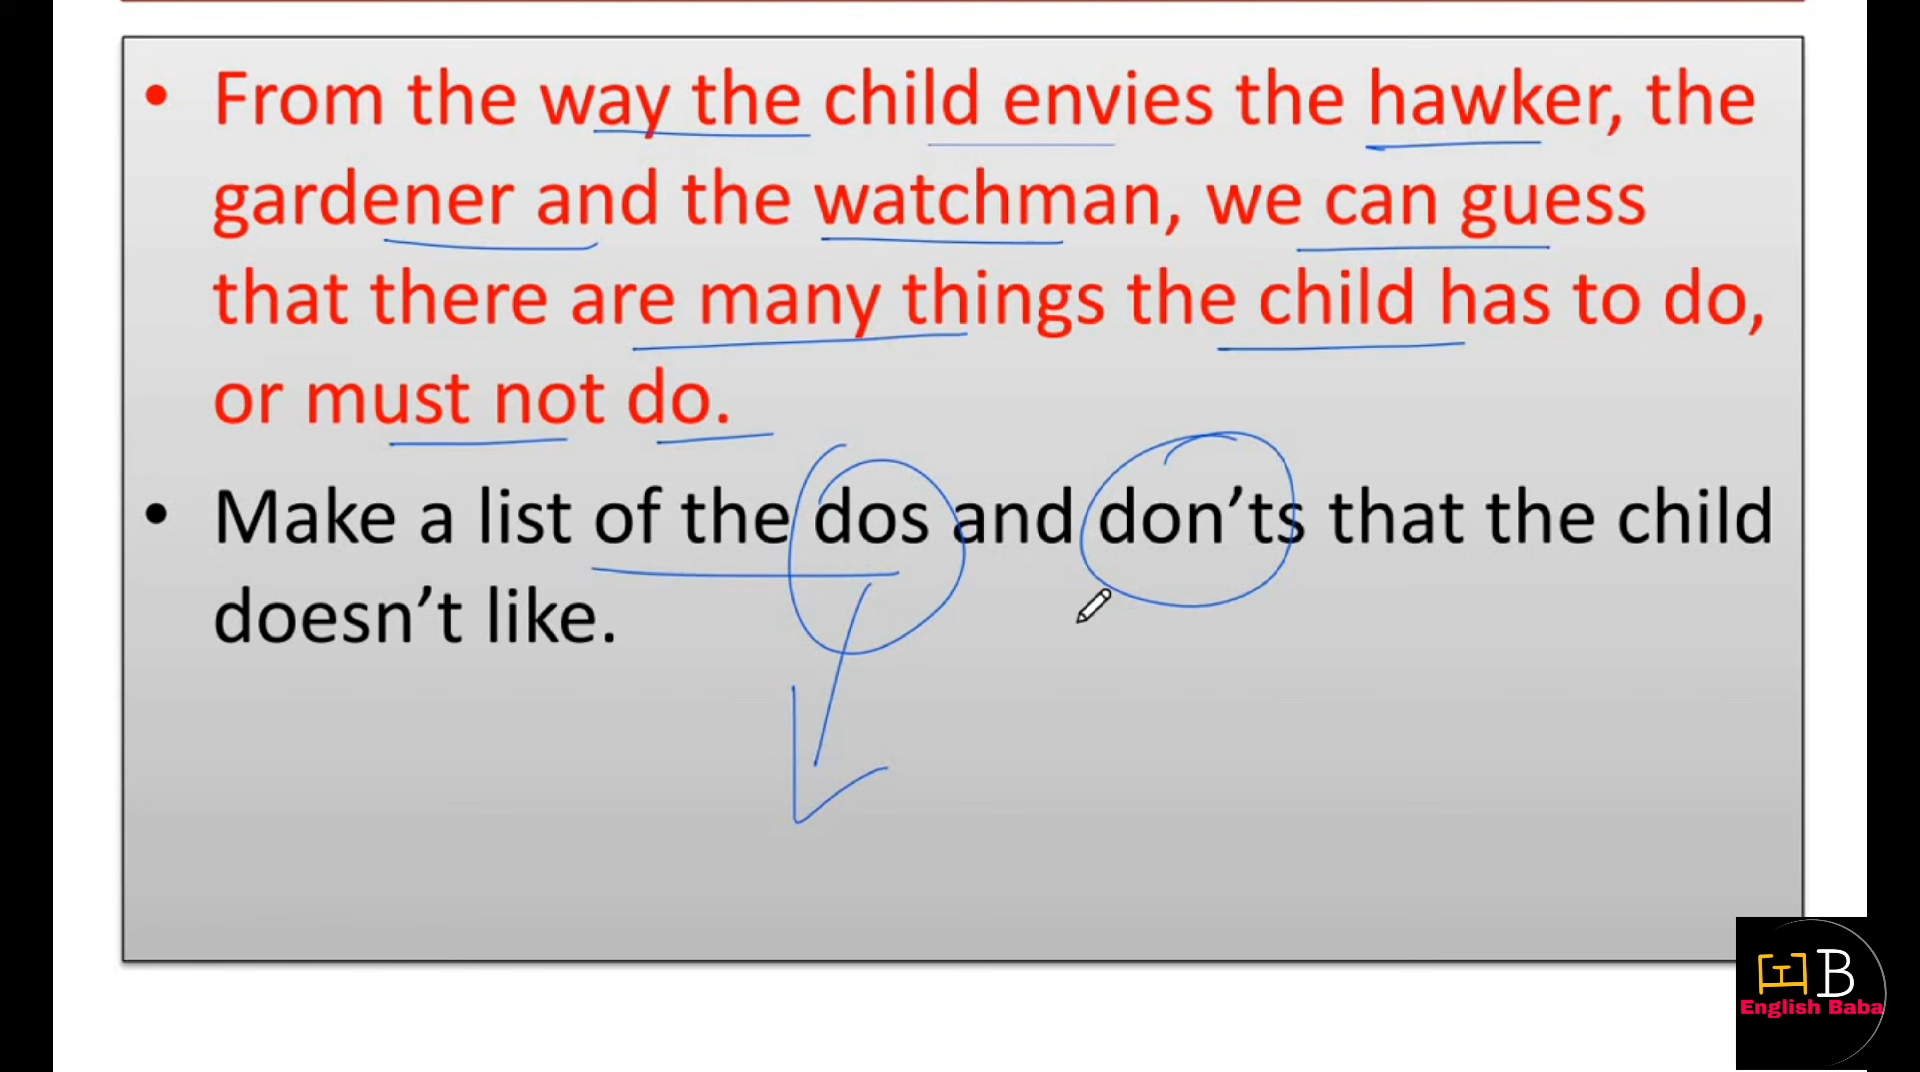 • From the way the child envies the hawker, the
gardener and the watchman, we can guess
that there are many things the child has to do,
or must not do.
• Make a list of the dos and don’ts that the child
doesn’t like.
B
English Baba